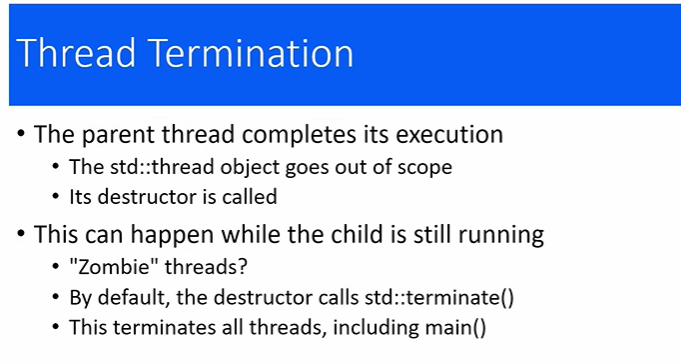 Thread Termination
• The parent thread completes its execution
• The std::thread object goes out of scope
• Its destructor is called
• This can happen while the child is still running
• "Zombie" threads?
• By default, the destructor calls std::terminate()
• This terminates all threads, including main()